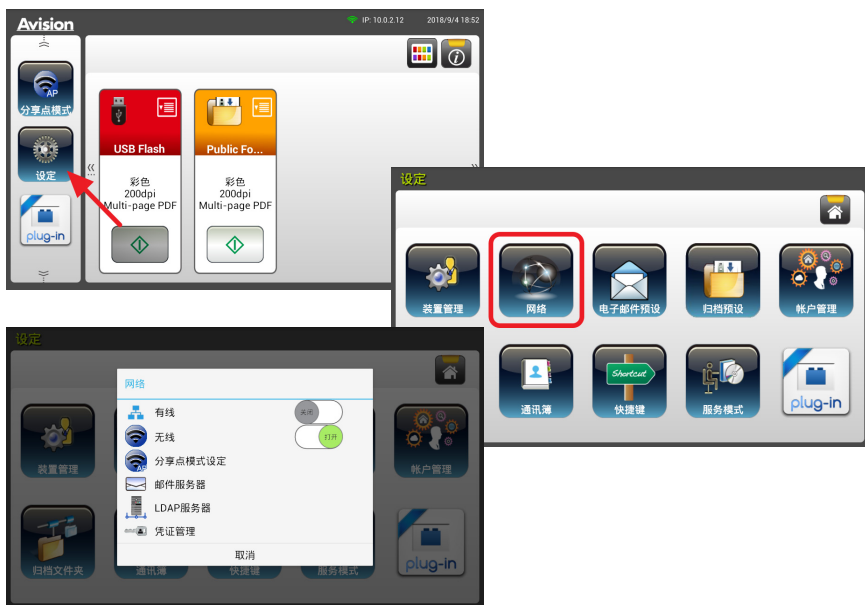 Avision
IP: 10.0.2.12
2018/9/4 18:52
AP
分享点模式
设定
plug-in
USB Flash
彩色
200dpi
Multi-page PDF
Public Fo...
彩色
200dpi
Multi-page PDF
设定
装置管理
网络
电子邮件预设
归档预设
帐户管理
通讯薄
Shortcut
快捷键
服务模式
plug-in
设定
装置管理
帐户管理
归档文件夹
通讯薄
快捷键
服务模式
plug-in
网络
有线
关闭
无线
打开
AP
分享点模式设定
邮件服务器
LDAP服务器
凭证管理
取消